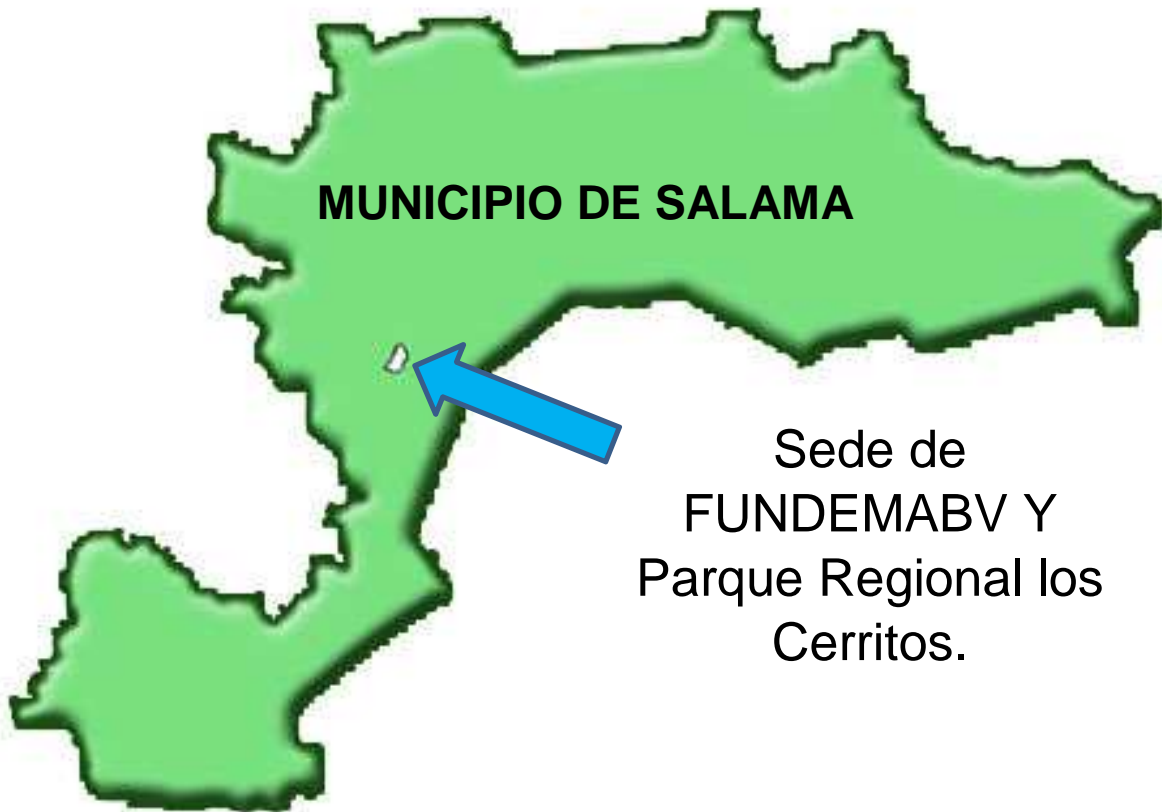 MUNICIPIO DE SALAMA
Sede de
FUNDEMABV Y
Parque Regional los
Cerritos.